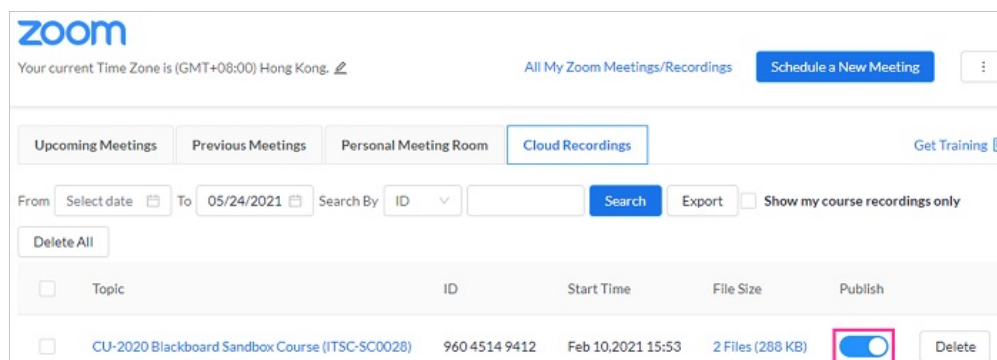 zoom
Your current Time Zone is (GMT+08:00) Hong Kong.
All My Zoom Meetings/Recordings
Schedule a New Meeting
Upcoming Meetings Previous Meetings Personal Meeting Room Cloud Recordings Get Training
From Select date To 05/24/2021 Search By ID Search Export Show my course recordings only
Delete All
Topic ID Start Time File Size Publish
CU-2020 Blackboard Sandbox Course (ITSC-SC0028) 960 4514 9412 Feb 10,2021 15:53 2 Files (288 KB) Delete